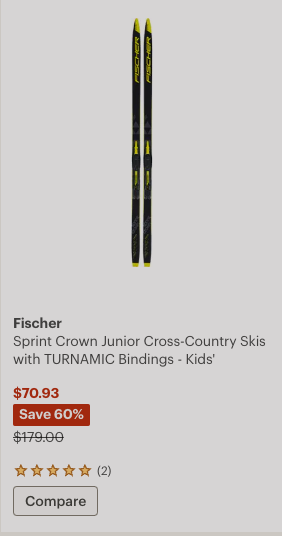 FISCHER
FISCHER
Fischer
Sprint Crown Junior Cross-Country Skis
with TURNAMIC Bindings - Kids'
$70.93
Save 60%
$179.00
(2)
Compare